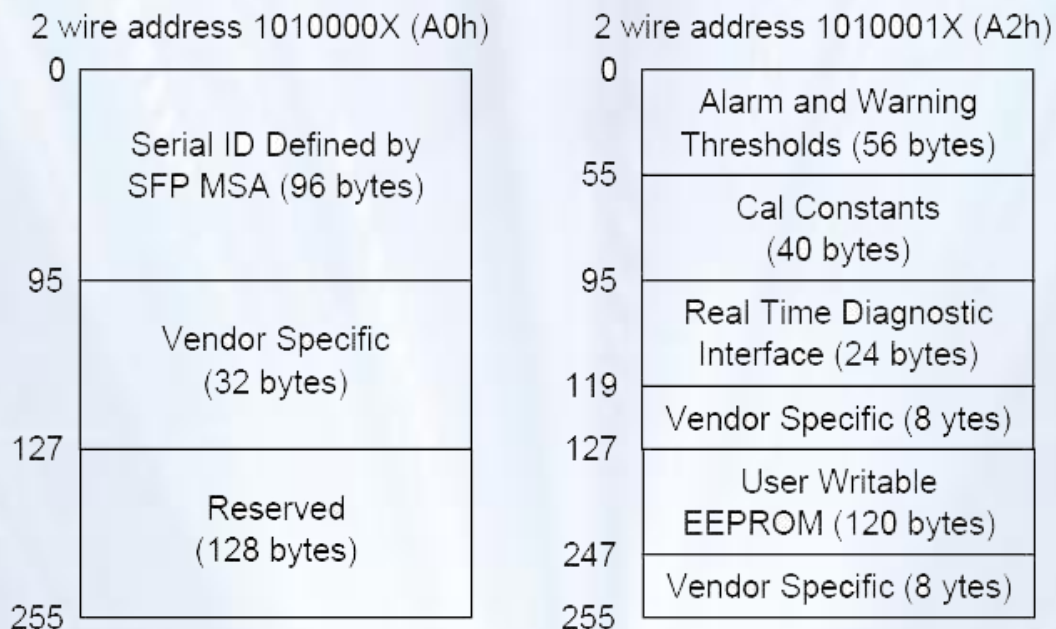 2 wire address 1010000X (A0h)
0
Serial ID Defined by
SFP MSA (96 bytes)
95
Vendor Specific
(32 bytes)
127
Reserved
(128 bytes)
255
2 wire address 1010001X (A2h)
0
Alarm and Warning
Thresholds (56 bytes)
55
Cal Constants
(40 bytes)
95
Real Time Diagnostic
Interface (24 bytes)
119
Vendor Specific (8 ytes)
127
User Writable
EEPROM (120 bytes)
247
Vendor Specific (8 ytes)
255